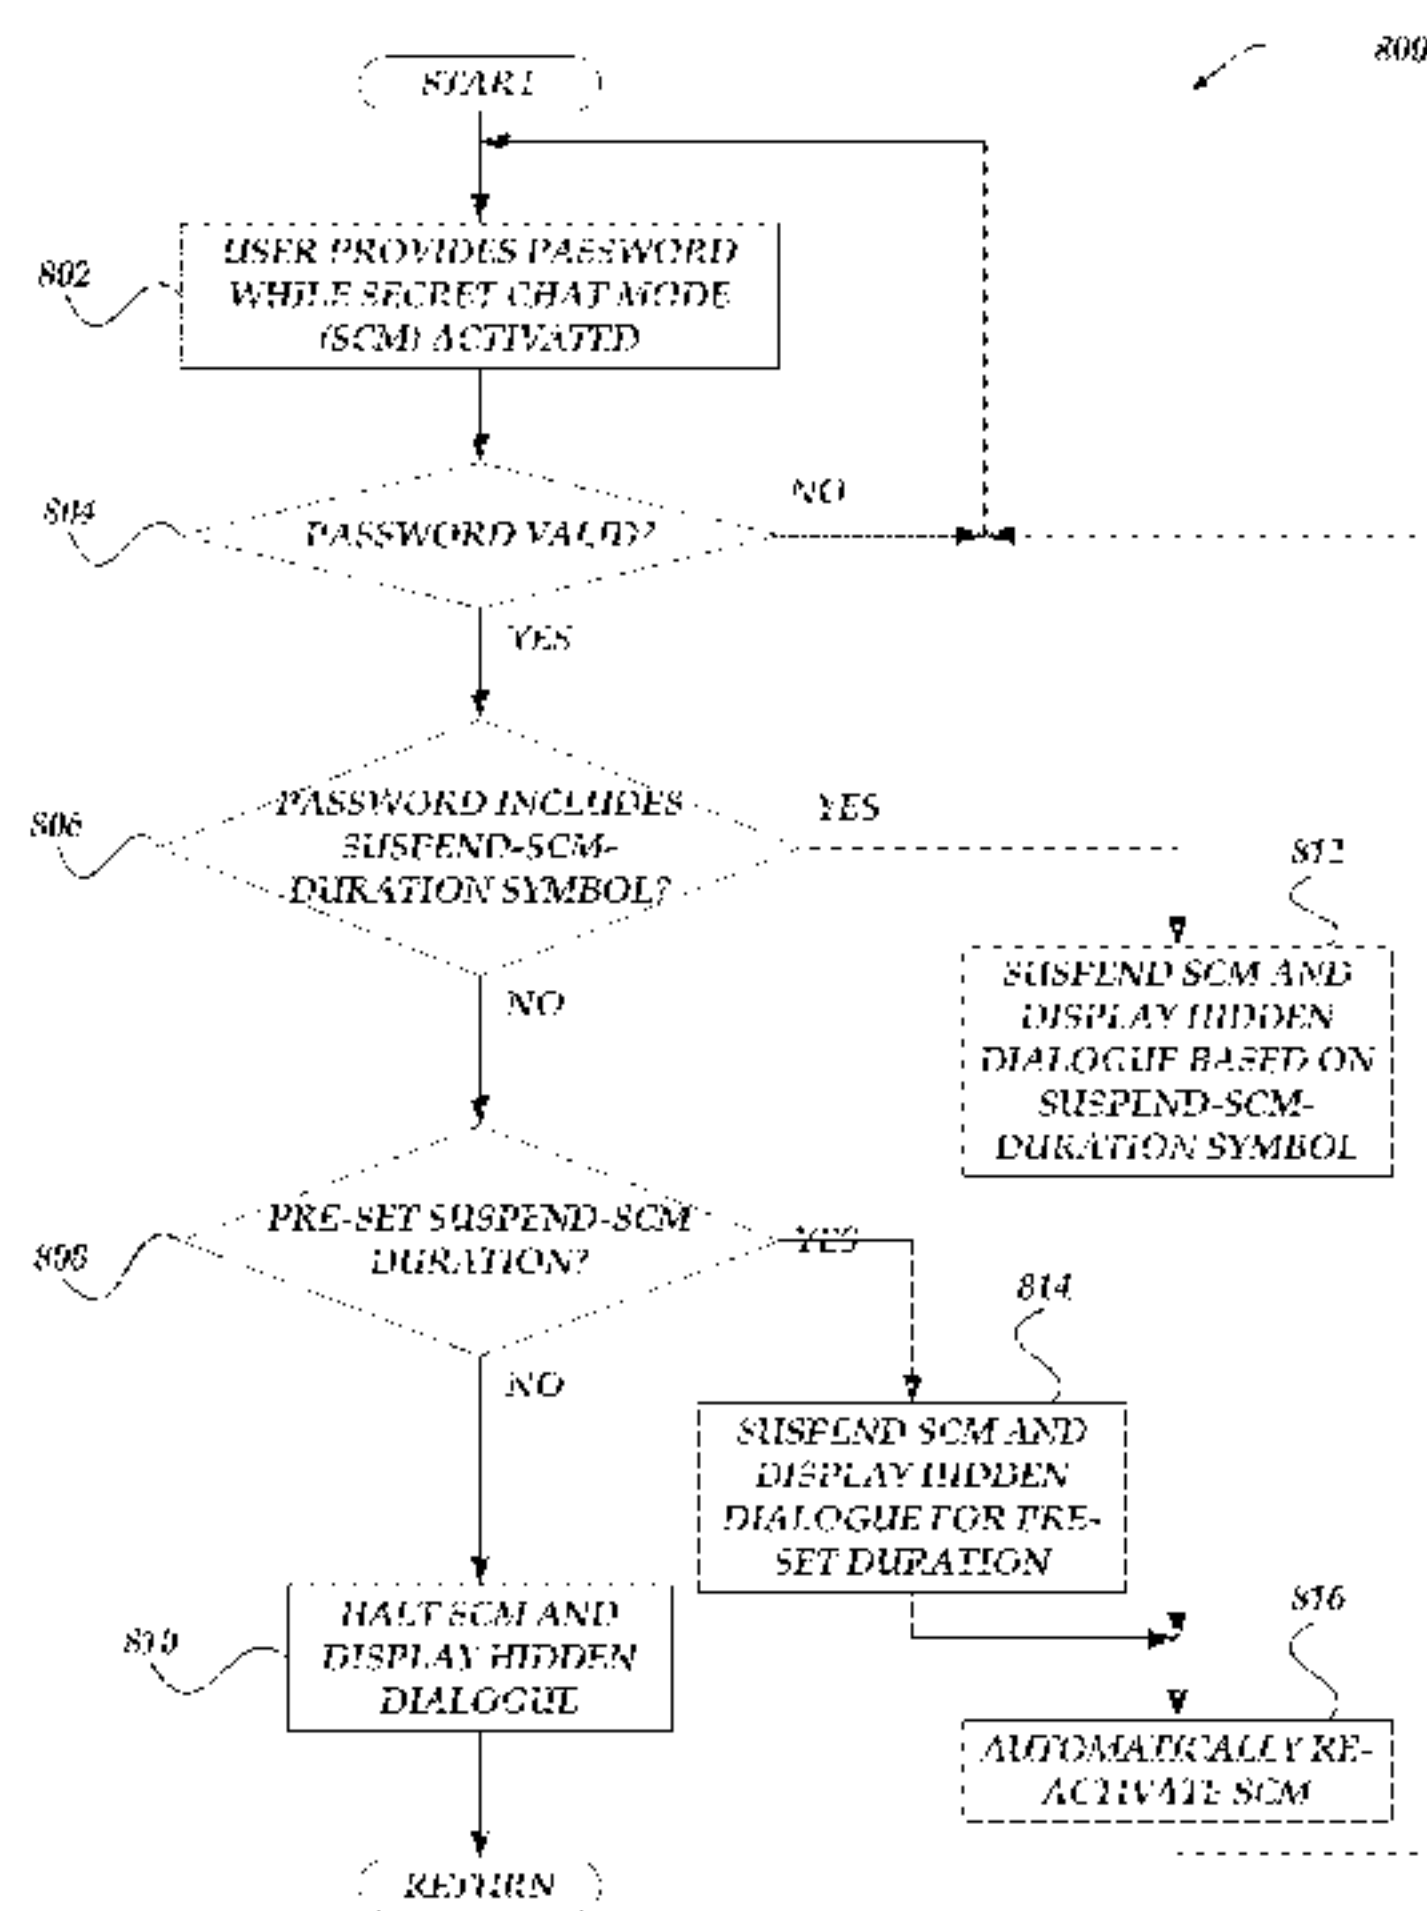 START
800
802
USER PROVIDES PASSWORD
WHILE SECRET CHAT MODE
(SCM) ACTIVATED
804
PASSWORD VALID?
NO
YES
806
PASSWORD INCLUDES
SUSPEND-SCM-
DURATION SYMBOL?
YES
NO
812
SUSPEND SCM AND
DISPLAY HIDDEN
DIALOGUE BASED ON
SUSPEND-SCM-
DURATION SYMBOL
808
PRE-SET SUSPEND-SCM
DURATION?
YES
NO
814
SUSPEND SCM AND
DISPLAY HIDDEN
DIALOGUE FOR PRE-
SET DURATION
810
HALT SCM AND
DISPLAY HIDDEN
DIALOGUE
816
AUTOMATICALLY RE-
ACTIVATE SCM
RETURN